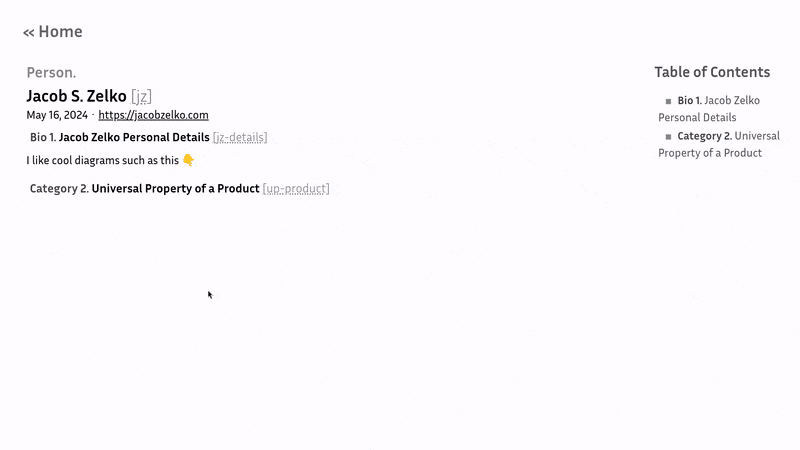 « Home
Person.
Jacob S. Zelko [jz]
May 16, 2024 · https://jacobzelko.com
Bio 1. Jacob Zelko Personal Details [jz-details]
I like cool diagrams such as this 👇
Category 2. Universal Property of a Product [up-product]
Table of Contents
■ Bio 1. Jacob Zelko
Personal Details
■ Category 2. Universal
Property of a Product